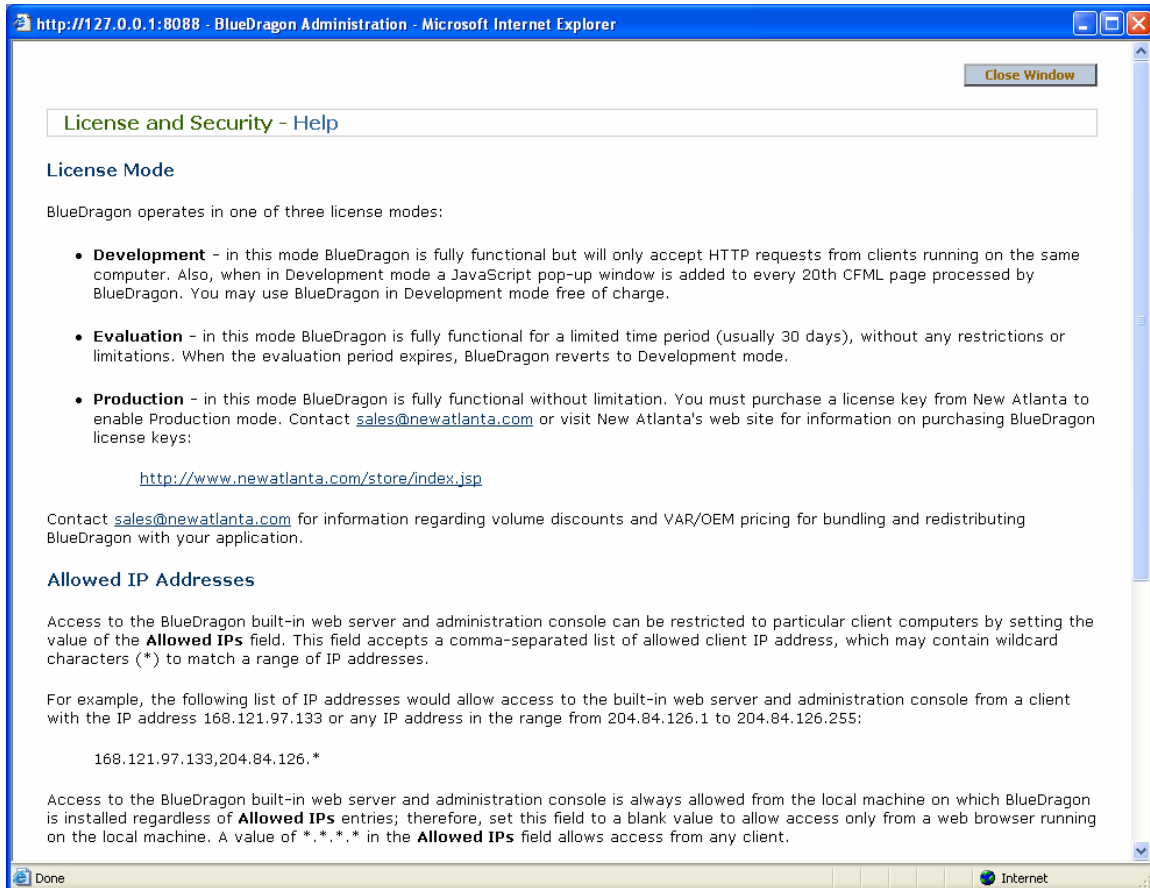 http://127.0.0.1:8088 - BlueDragon Administration - Microsoft Internet Explorer
Close Window
License and Security - Help
License Mode
BlueDragon operates in one of three license modes:
• Development - in this mode BlueDragon is fully functional but will only accept HTTP requests from clients running on the same
computer. Also, when in Development mode a JavaScript pop-up window is added to every 20th CFML page processed by
BlueDragon. You may use BlueDragon in Development mode free of charge.
• Evaluation - in this mode BlueDragon is fully functional for a limited time period (usually 30 days), without any restrictions or
limitations. When the evaluation period expires, BlueDragon reverts to Development mode.
• Production - in this mode BlueDragon is fully functional without limitation. You must purchase a license key from New Atlanta to
enable Production mode. Contact sales@newatlanta.com or visit New Atlanta's web site for information on purchasing BlueDragon
license keys:
http://www.newatlanta.com/store/index.jsp
Contact sales@newatlanta.com for information regarding volume discounts and VAR/OEM pricing for bundling and redistributing
BlueDragon with your application.
Allowed IP Addresses
Access to the BlueDragon built-in web server and administration console can be restricted to particular client computers by setting the
value of the Allowed IPs field. This field accepts a comma-separated list of allowed client IP address, which may contain wildcard
characters (*) to match a range of IP addresses.
For example, the following list of IP addresses would allow access to the built-in web server and administration console from a client
with the IP address 168.121.97.133 or any IP address in the range from 204.84.126.1 to 204.84.126.255:
168.121.97.133,204.84.126.*
Access to the BlueDragon built-in web server and administration console is always allowed from the local machine on which BlueDragon
is installed regardless of Allowed IPs entries; therefore, set this field to a blank value to allow access only from a web browser running
on the local machine. A value of *.*.*.* in the Allowed IPs field allows access from any client.
Done
Internet